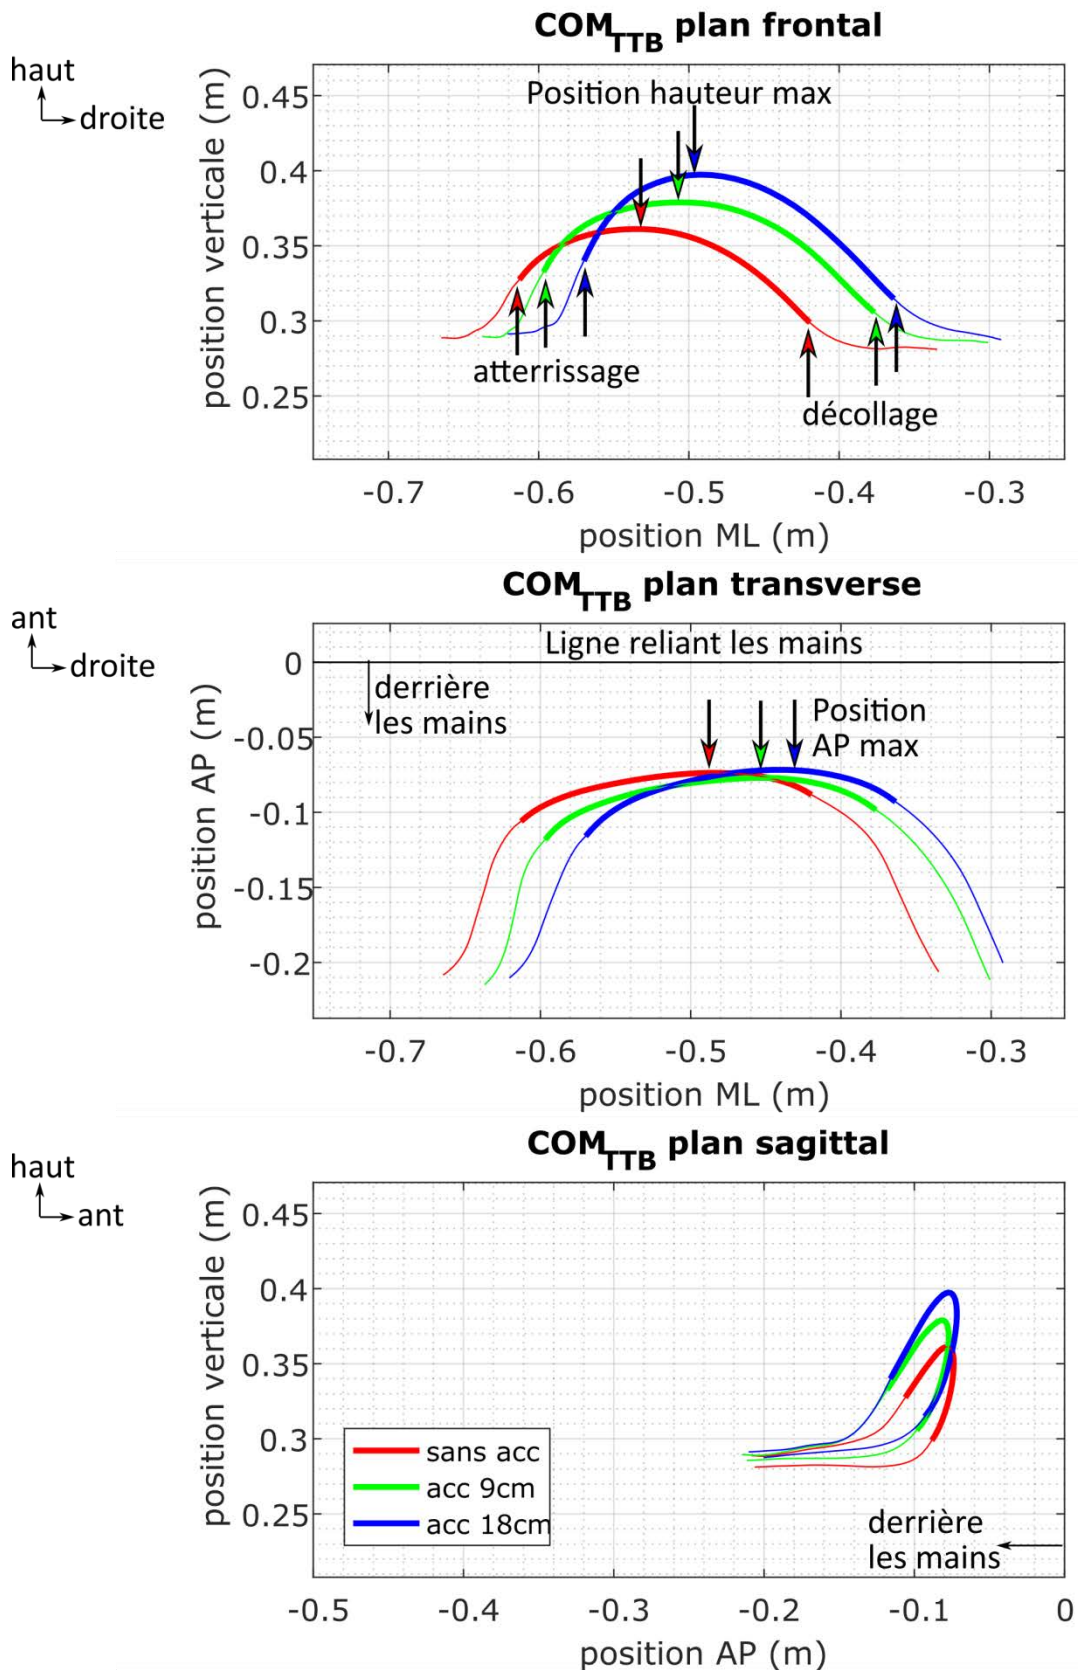 COMTTB plan frontal
haut
droite
Position hauteur max
atterrissage
décollage
position verticale (m)
0.45
0.4
0.35
0.3
0.25
-0.7 -0.6 -0.5 -0.4 -0.3
position ML (m)
COMTTB plan transverse
ant
droite
Ligne reliant les mains
derrière
les mains
Position
AP max
position AP (m)
0
-0.05
-0.1
-0.15
-0.2
-0.7 -0.6 -0.5 -0.4 -0.3
position ML (m)
COMTTB plan sagittal
haut
ant
position verticale (m)
0.45
0.4
0.35
0.3
0.25
sans acc
acc 9cm
acc 18cm
derrière
les mains
-0.5 -0.4 -0.3 -0.2 -0.1 0
position AP (m)